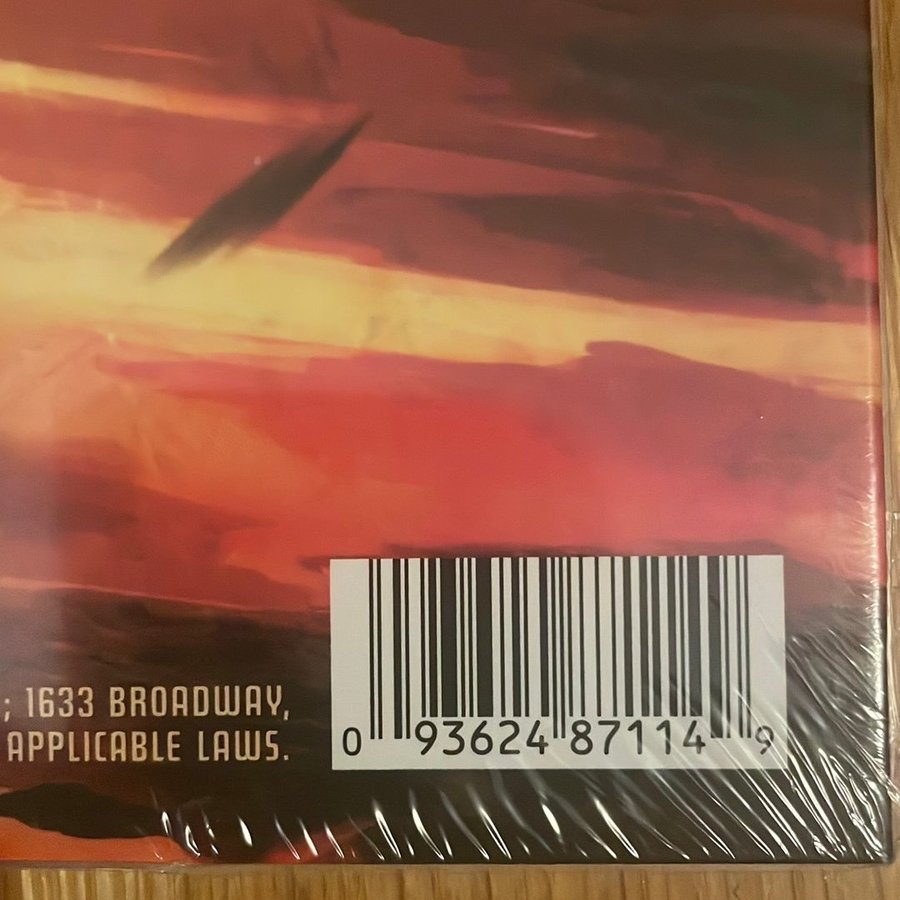 ; 1633 BROADWAY,
APPLICABLE LAWS.
0 93624 87114 9